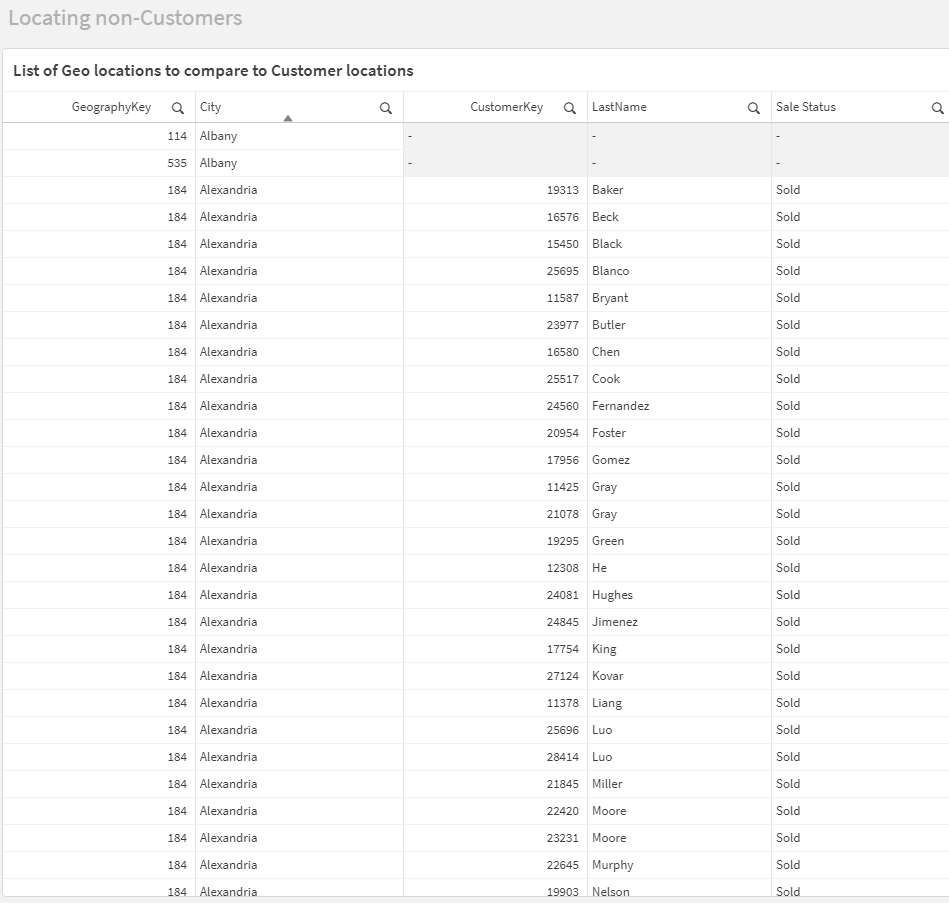 Locating non-Customers
List of Geo locations to compare to Customer locations
GeographyKey City CustomerKey LastName Sale Status
114 Albany - - -
535 Albany - - -
184 Alexandria 19313 Baker Sold
184 Alexandria 16576 Beck Sold
184 Alexandria 15450 Black Sold
184 Alexandria 25695 Blanco Sold
184 Alexandria 11587 Bryant Sold
184 Alexandria 23977 Butler Sold
184 Alexandria 16580 Chen Sold
184 Alexandria 25517 Cook Sold
184 Alexandria 24560 Fernandez Sold
184 Alexandria 20954 Foster Sold
184 Alexandria 17956 Gomez Sold
184 Alexandria 11425 Gray Sold
184 Alexandria 21078 Gray Sold
184 Alexandria 19295 Green Sold
184 Alexandria 12308 He Sold
184 Alexandria 24081 Hughes Sold
184 Alexandria 24845 Jimenez Sold
184 Alexandria 17754 King Sold
184 Alexandria 27124 Kovar Sold
184 Alexandria 11378 Liang Sold
184 Alexandria 25696 Luo Sold
184 Alexandria 28414 Luo Sold
184 Alexandria 21845 Miller Sold
184 Alexandria 22420 Moore Sold
184 Alexandria 23231 Moore Sold
184 Alexandria 22645 Murphy Sold
184 Alexandria 19903 Nelson Sold